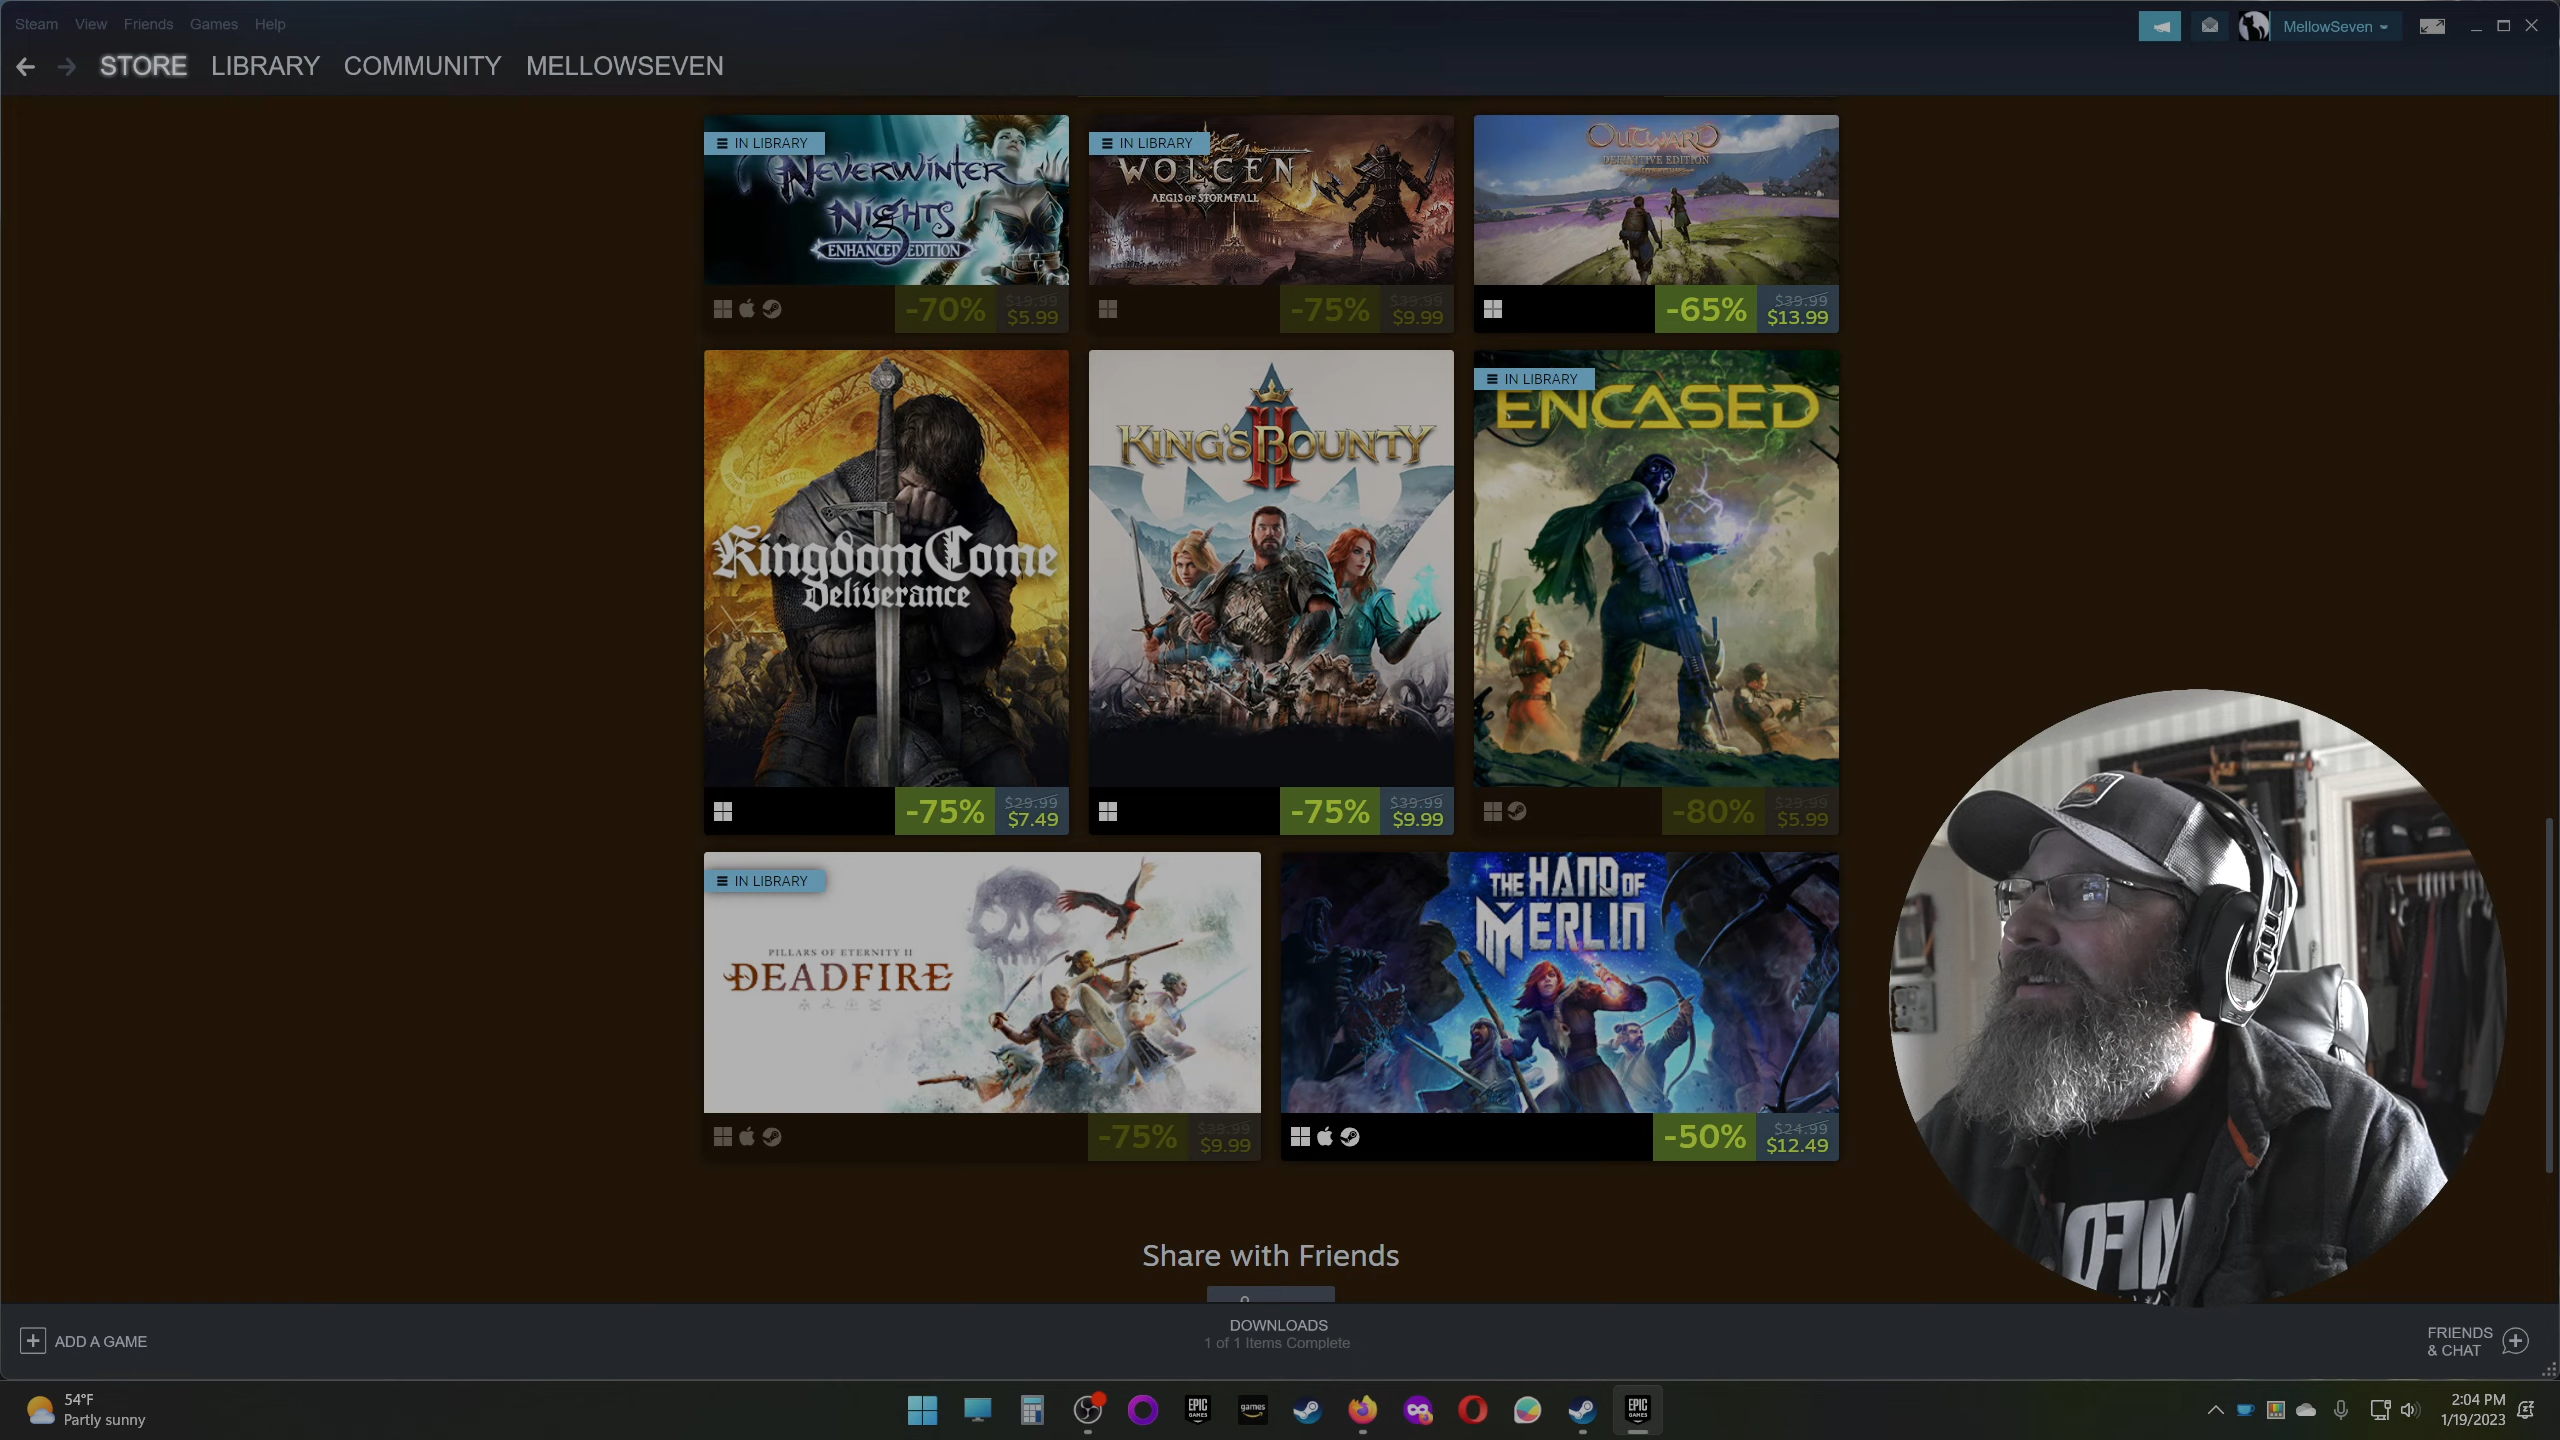 Steam View Friends Games Help
MellowSeven
STORE LIBRARY COMMUNITY MELLOWSEVEN
IN LIBRARY
NEVERWINTER
NIGHTS
ENHANCED EDITION
-70%
$19.99
$5.99
IN LIBRARY
WOLCEN
AEGIS OF STORMFALL
-75%
$39.99
$9.99
OUTWARD
DEFINITIVE EDITION
-65%
$39.99
$13.99
Kingdom Come
Deliverance
-75%
$29.99
$7.49
KING'S BOUNTY
II
-75%
$39.99
$9.99
IN LIBRARY
ENCASED
-80%
$29.99
$5.99
IN LIBRARY
PILLARS OF ETERNITY II
DEADFIRE
-75%
$39.99
$9.99
THE HAND OF
MERLIN
-50%
$24.99
$12.49
Share with Friends
ADD A GAME
DOWNLOADS
1 of 1 Items Complete
FRIENDS
& CHAT
54°F
Partly sunny
EPIC
GAMES
games
EPIC
GAMES
2:04 PM
1/19/2023